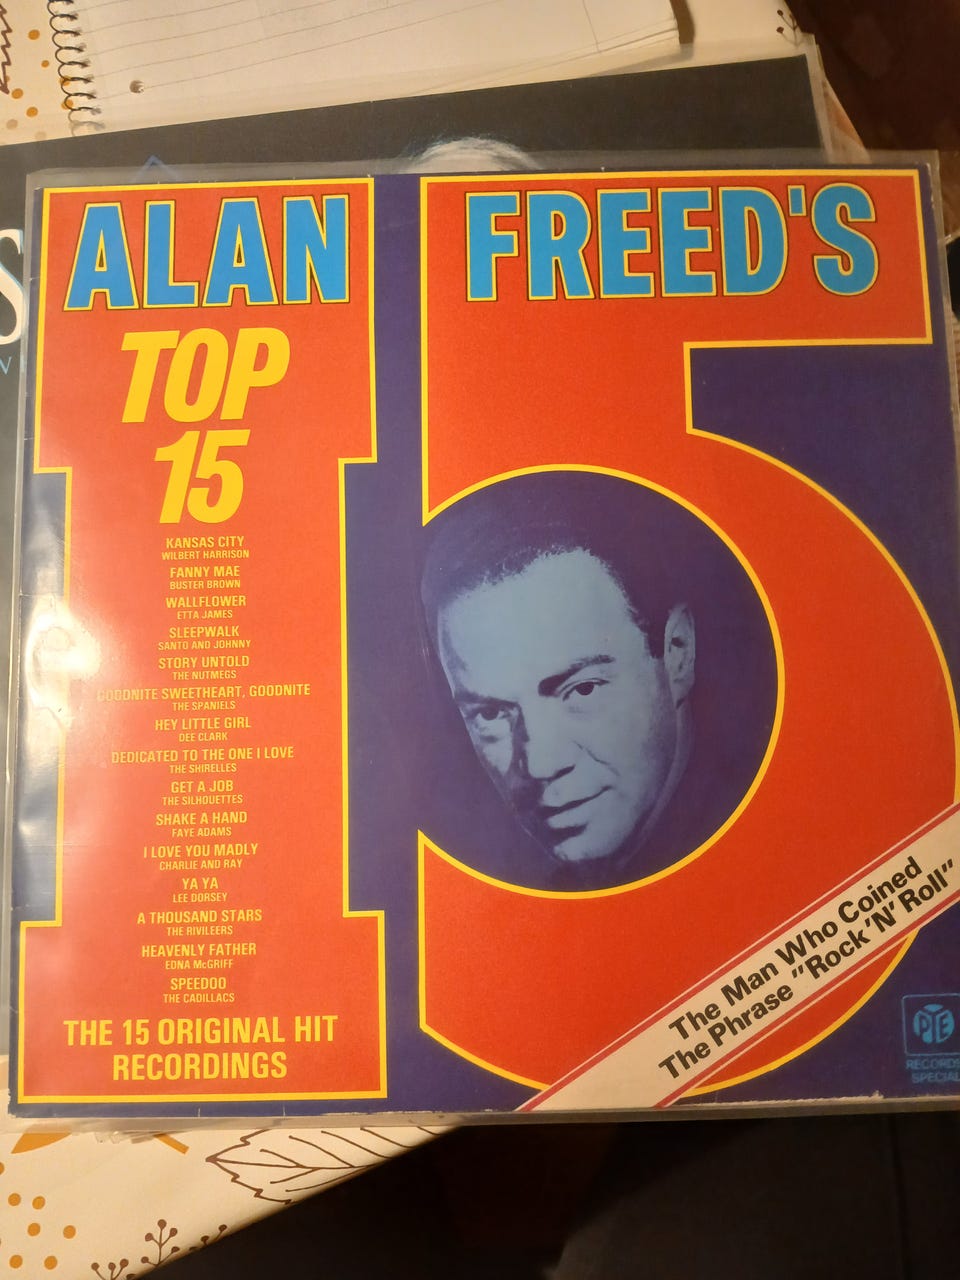 ALAN FREED'S
TOP
15
KANSAS CITY
WILBERT HARRISON
FANNY MAE
BUSTER BROWN
WALLFLOWER
ETTA JAMES
SLEEPWALK
SANTO AND JOHNNY
STORY UNTOLD
THE NUTMEGS
GOODNITE SWEETHEART, GOODNITE
THE SPANIELS
HEY LITTLE GIRL
DEE CLARK
DEDICATED TO THE ONE I LOVE
THE SHIRELLES
GET A JOB
THE SILHOUETTES
SHAKE A HAND
FAYE ADAMS
I LOVE YOU MADLY
CHARLIE AND RAY
YA YA
LEE DORSEY
A THOUSAND STARS
THE RIVILEERS
HEAVENLY FATHER
EDNA McGRIFF
SPEEDOO
THE CADILLACS
THE 15 ORIGINAL HIT
RECORDINGS
15
The Man Who Coined
The Phrase "Rock 'N' Roll"
PYE
RECORDS
SPECIAL
S